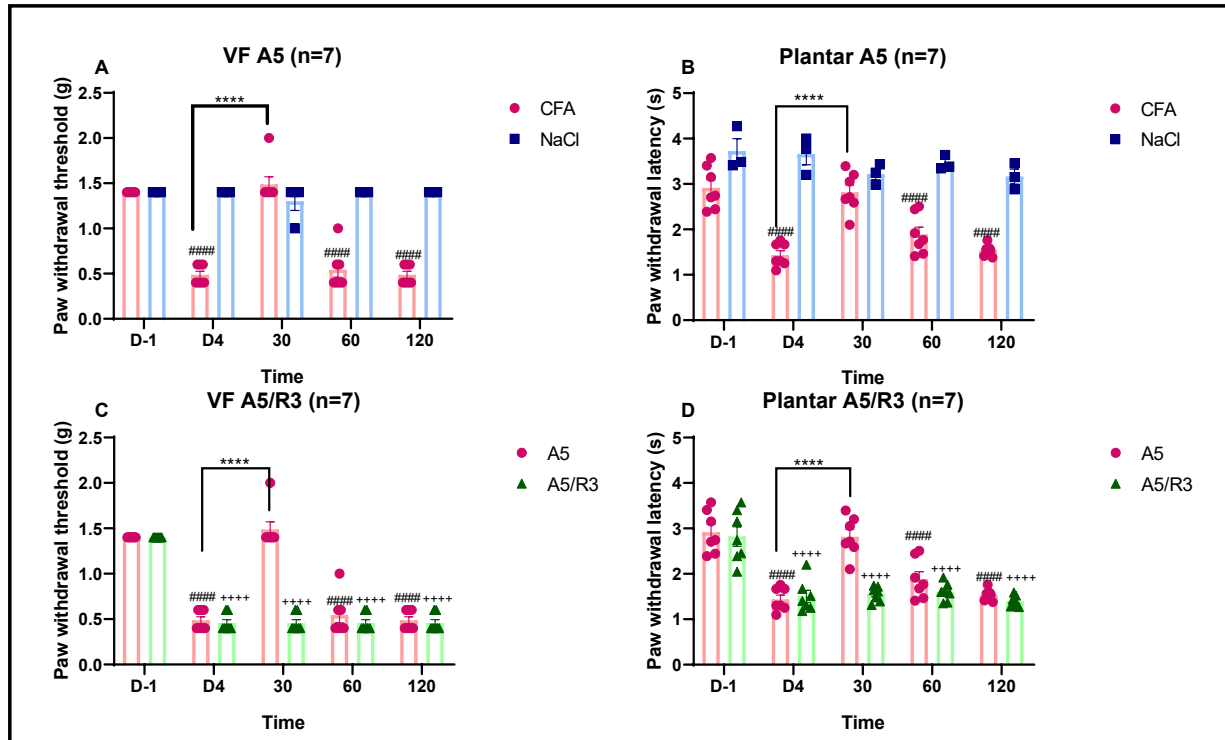 VF A5 (n=7)
A
Paw withdrawal threshold (g)
2.5
2.0
1.5
1.0
0.5
0.0
****
####
####
####
D-1 D4 30 60 120
Time
CFA
NaCl
Plantar A5 (n=7)
B
Paw withdrawal latency (s)
5
4
3
2
1
0
****
####
####
####
D-1 D4 30 60 120
Time
CFA
NaCl
VF A5/R3 (n=7)
C
Paw withdrawal threshold (g)
2.5
2.0
1.5
1.0
0.5
0.0
****
#### ++++
++++
#### ++++
#### ++++
D-1 D4 30 60 120
Time
A5
A5/R3
Plantar A5/R3 (n=7)
D
Paw withdrawal latency (s)
5
4
3
2
1
0
****
#### ++++
++++
#### ++++
#### ++++
D-1 D4 30 60 120
Time
A5
A5/R3